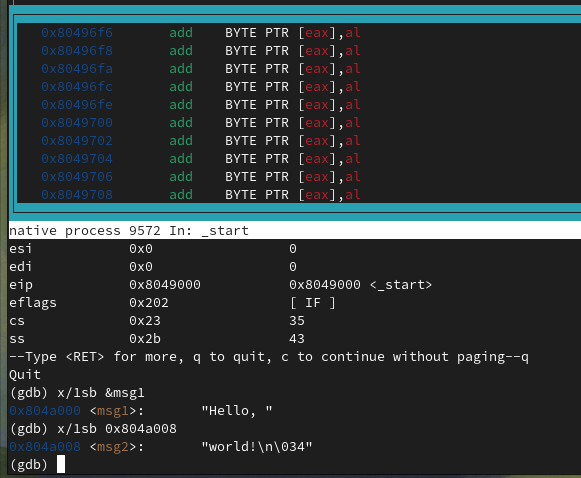 0x80496f6 add BYTE PTR [eax],al
0x80496f8 add BYTE PTR [eax],al
0x80496fa add BYTE PTR [eax],al
0x80496fc add BYTE PTR [eax],al
0x80496fe add BYTE PTR [eax],al
0x8049700 add BYTE PTR [eax],al
0x8049702 add BYTE PTR [eax],al
0x8049704 add BYTE PTR [eax],al
0x8049706 add BYTE PTR [eax],al
0x8049708 add BYTE PTR [eax],al
native process 9572 In: _start
esi 0x0 0
edi 0x0 0
eip 0x8049000 0x8049000 <_start>
eflags 0x202 [ IF ]
cs 0x23 35
ss 0x2b 43
--Type <RET> for more, q to quit, c to continue without paging--q
Quit
(gdb) x/1sb &msg1
0x804a000 <msg1>: "Hello, "
(gdb) x/1sb 0x804a008
0x804a008 <msg2>: "world!\n\034"
(gdb)